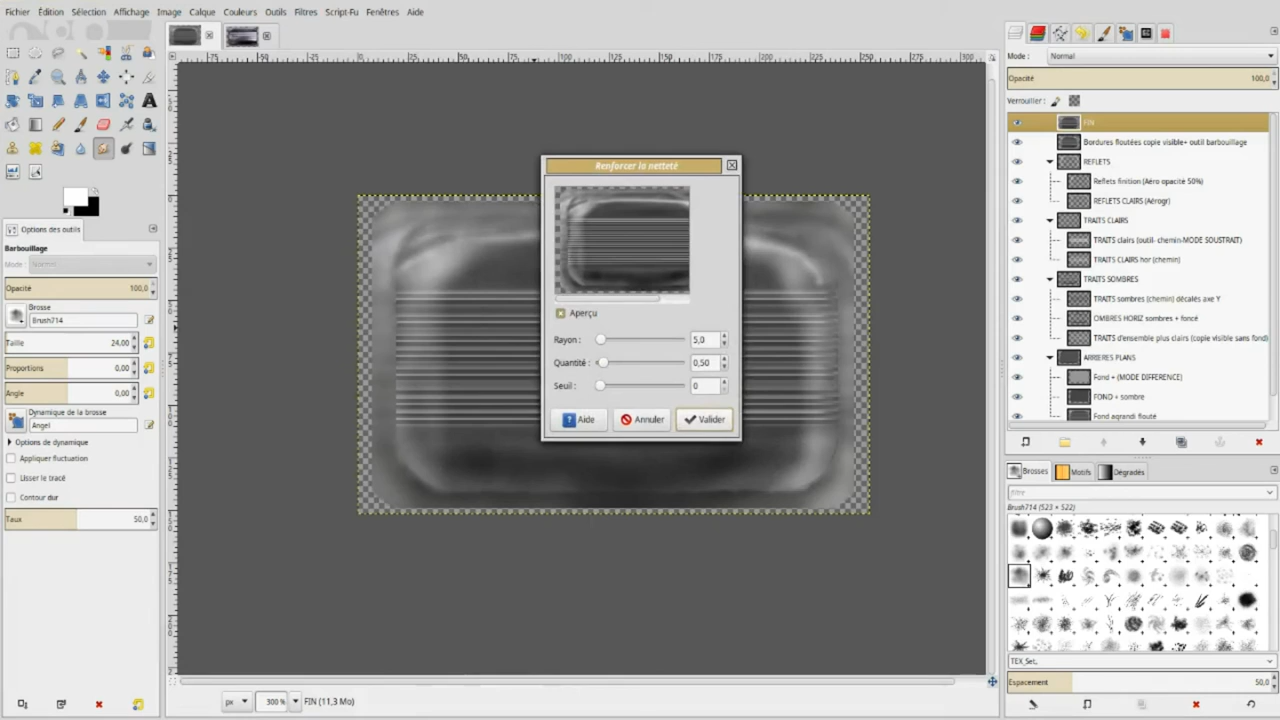 Fichier Édition Sélection Affichage Image Calque Couleurs Outils Filtres Script-Fu Fenêtres Aide
Options des outils
Barbouillage
Mode : Normal
Opacité 100,0
Brosse
Brush714
Taille 24,00
Proportions 0,00
Angle 0,00
Dynamique de la brosse
Angel
Options de dynamique
Appliquer fluctuation
Lisser le tracé
Contour dur
Taux 50,0
Renforcer la netteté
Aperçu
Rayon : 5,0
Quantité : 0,50
Seuil : 0
Aide Annuler Valider
px 300 % FIN (11,3 Mo)
Mode : Normal
Opacité 100,0
Verrouiller :
FIN
Bordures floutées copie visible+ outil barbouillage
REFLETS
Reflets finition (Aéro opacité 50%)
REFLETS CLAIRS (Aérogr)
TRAITS CLAIRS
TRAITS clairs (outil- chemin-MODE SOUSTRAIT)
TRAITS CLAIRS hor (chemin)
TRAITS SOMBRES
TRAITS sombres (chemin) décalés axe Y
OMBRES HORIZ sombres + foncé
TRAITS d'ensemble plus clairs (copie visible sans fond)
ARRIERES PLANS
Fond + (MODE DIFFERENCE)
FOND + sombre
Fond agrandi flouté
Brosses Motifs Dégradés
filtre
Brush714 (523 × 522)
TEX_Set,
Espacement 50,0